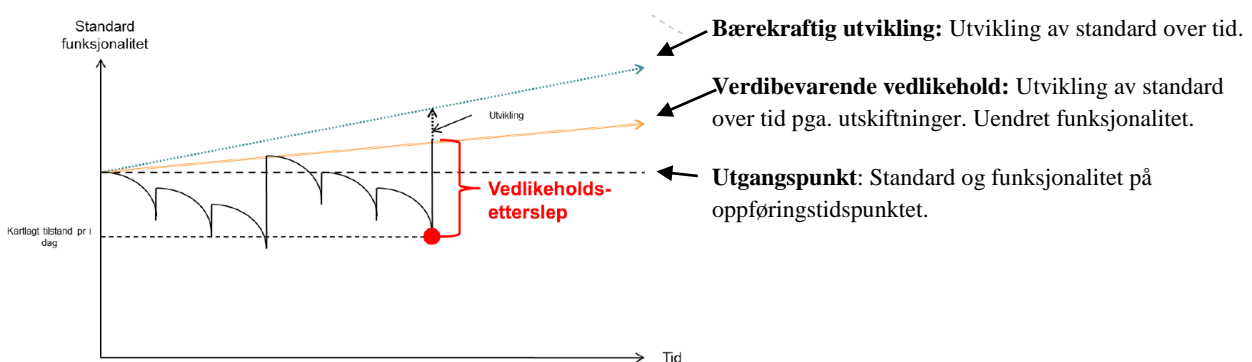 Standard
funksjonalitet
Bærekraftig utvikling: Utvikling av standard over tid.
Verdibevarende vedlikehold: Utvikling av standard
over tid pga. utskiftninger. Uendret funksjonalitet.
Utvikling
Utgangspunkt: Standard og funksjonalitet på
oppføringstidspunktet.
Vedlikeholds-
etterslep
Kartlagt tilstand pr i
dag
Tid